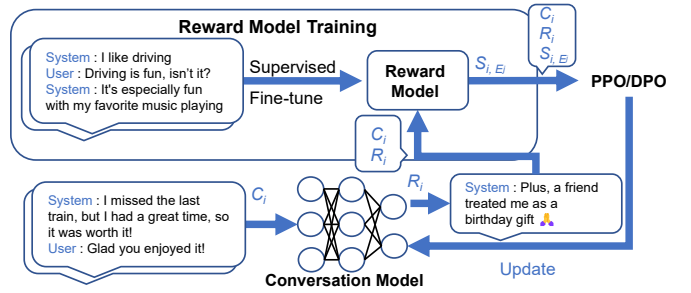 Reward Model Training
System : I like driving
User : Driving is fun, isn't it?
System : It's especially fun
with my favorite music playing
Supervised
Fine-tune
Reward
Model
S_{i, E_i}
C_i
R_i
S_{i, E_i}
PPO/DPO
C_i
R_i
System : I missed the last
train, but I had a great time, so
it was worth it!
User : Glad you enjoyed it!
C_i
R_i
System : Plus, a friend
treated me as a
birthday gift 🙏
Update
Conversation Model